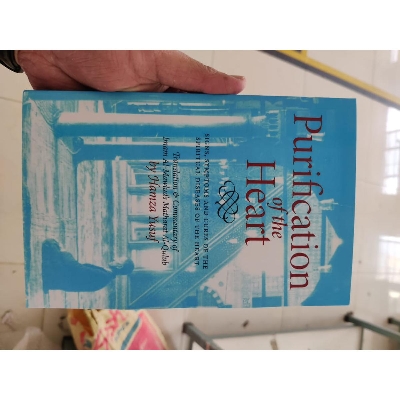 Purification
of the
Heart
SIGNS, SYMPTOMS AND CURES OF THE
SPIRITUAL DISEASES OF THE HEART
Translation & Commentary of
Imam al-Mawlud's Matharat al-Qulub
by Hamza Yusuf